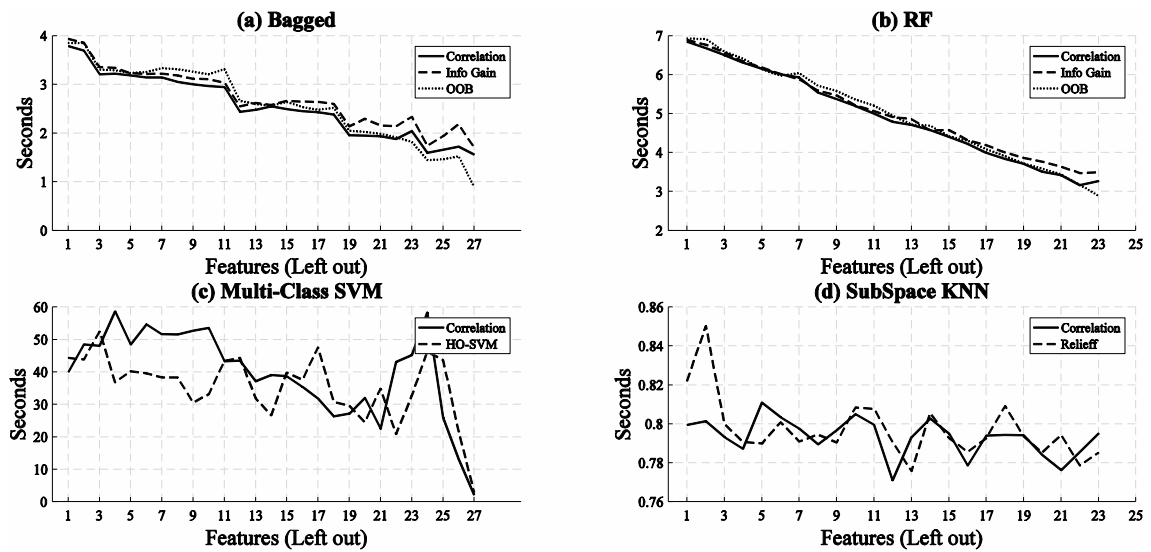 (a) Bagged
4
3
2
1
0
Seconds
Correlation
Info Gain
OOB
1 3 5 7 9 11 13 15 17 19 21 23 25 27
Features (Left out)
(b) RF
7
6
5
4
3
2
Seconds
Correlation
Info Gain
OOB
1 3 5 7 9 11 13 15 17 19 21 23 25
Features (Left out)
(c) Multi-Class SVM
60
50
40
30
20
10
0
Seconds
Correlation
HO-SVM
1 3 5 7 9 11 13 15 17 19 21 23 25 27
Features (Left out)
(d) SubSpace KNN
0.86
0.84
0.82
0.8
0.78
0.76
Seconds
Correlation
Relieff
1 3 5 7 9 11 13 15 17 19 21 23 25
Features (Left out)